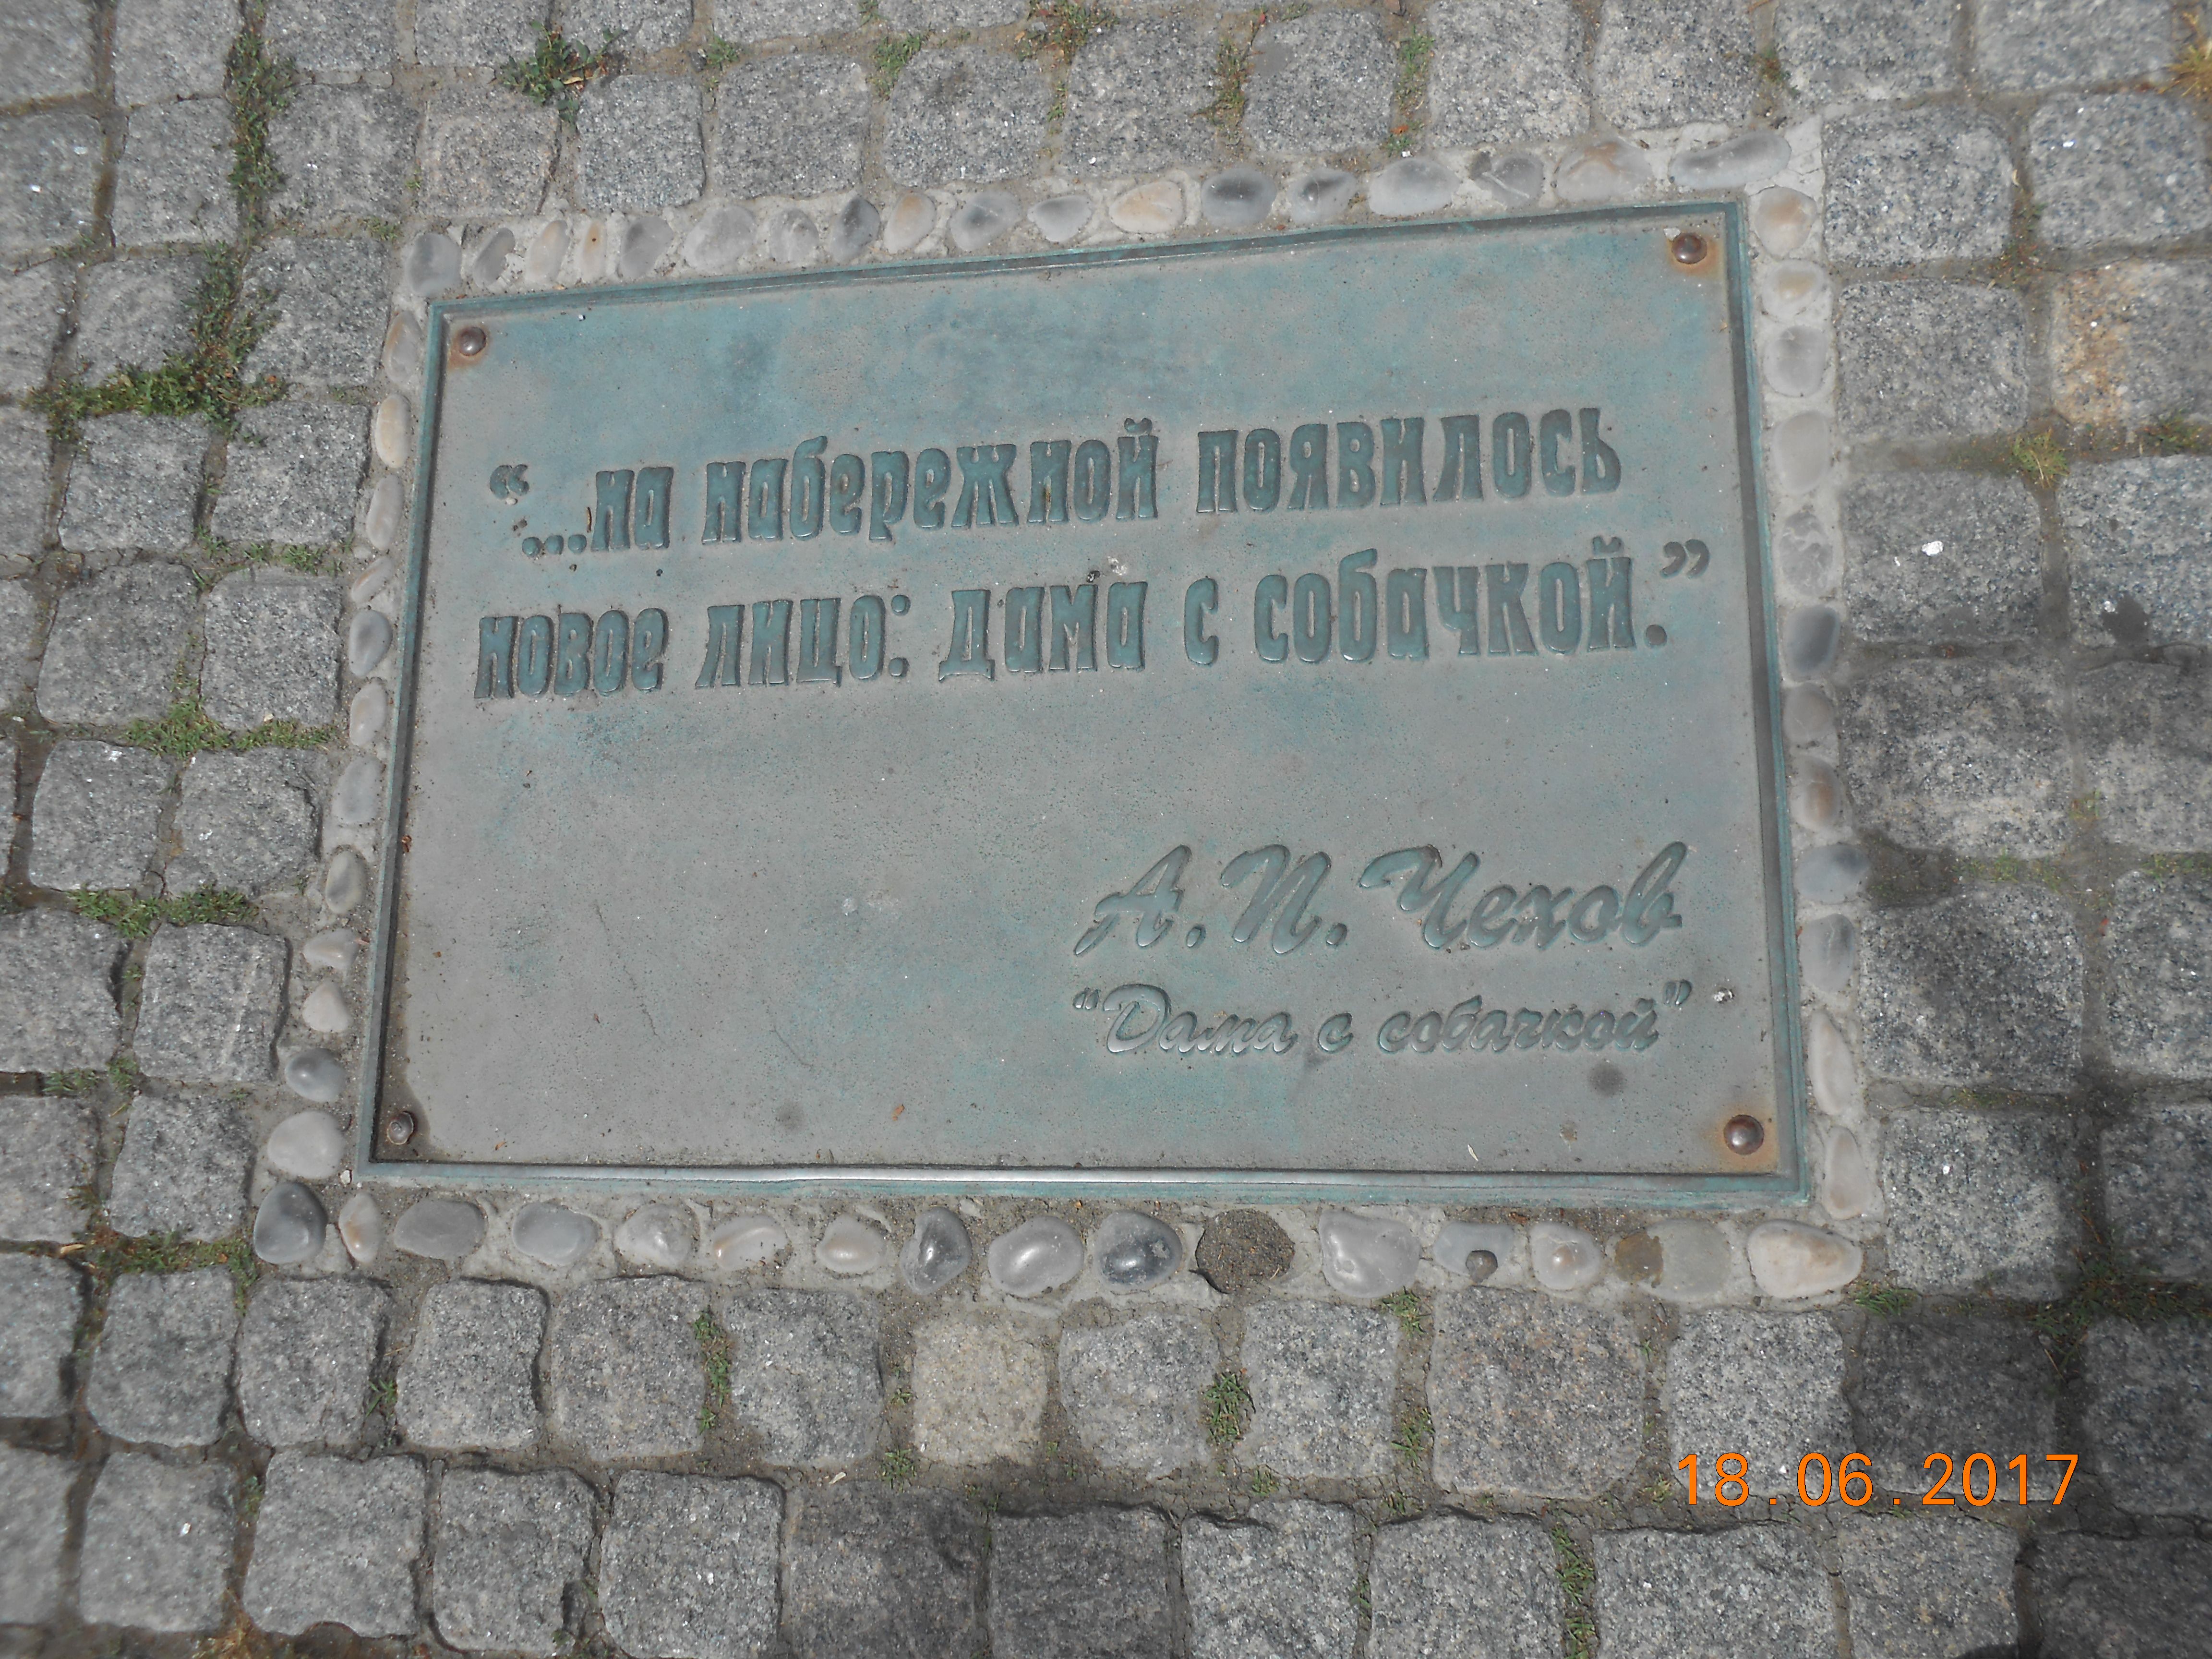 “...на набережной появилось
новое лицо: дама с собачкой.”
А.П.Чехов
“Дама с собачкой”
18.06.2017